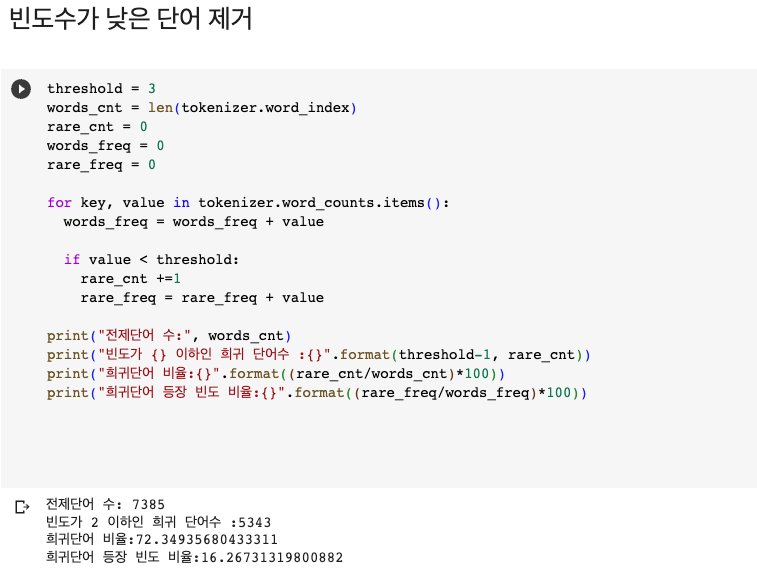 빈도수가 낮은 단어 제거
threshold = 3
words_cnt = len(tokenizer.word_index)
rare_cnt = 0
words_freq = 0
rare_freq = 0
for key, value in tokenizer.word_counts.items():
words_freq = words_freq + value
if value < threshold:
rare_cnt +=1
rare_freq = rare_freq + value
print("전제단어 수:", words_cnt)
print("빈도가 {} 이하인 희귀 단어수 :{}".format(threshold-1, rare_cnt))
print("희귀단어 비율:{}".format((rare_cnt/words_cnt)*100))
print("희귀단어 등장 빈도 비율:{}".format((rare_freq/words_freq)*100))
전제단어 수: 7385
빈도가 2 이하인 희귀 단어수 :5343
희귀단어 비율:72.34935680433311
희귀단어 등장 빈도 비율:16.26731319800882